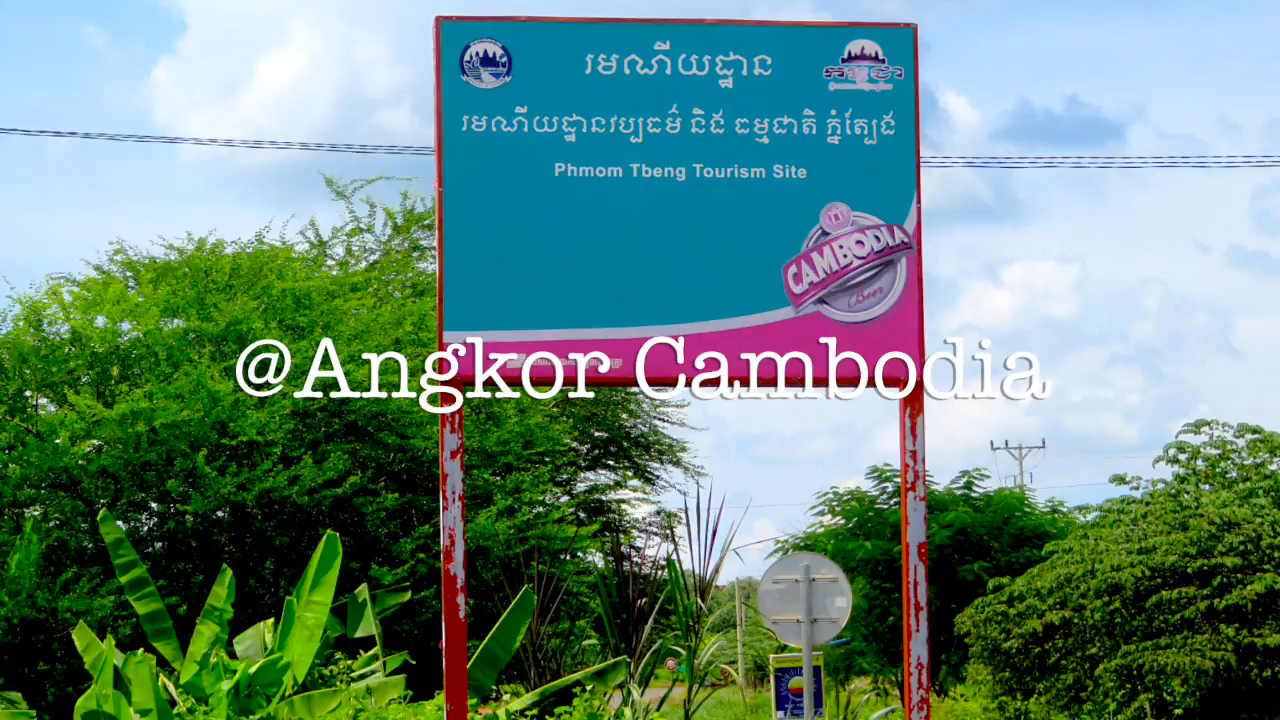 រមណីយដ្ឋាន
រមណីយដ្ឋានវប្បធម៌ និង ធម្មជាតិ ភ្នំត្បែង
Phmom Tbeng Tourism Site
CAMBODIA
Beer
@Angkor Cambodia